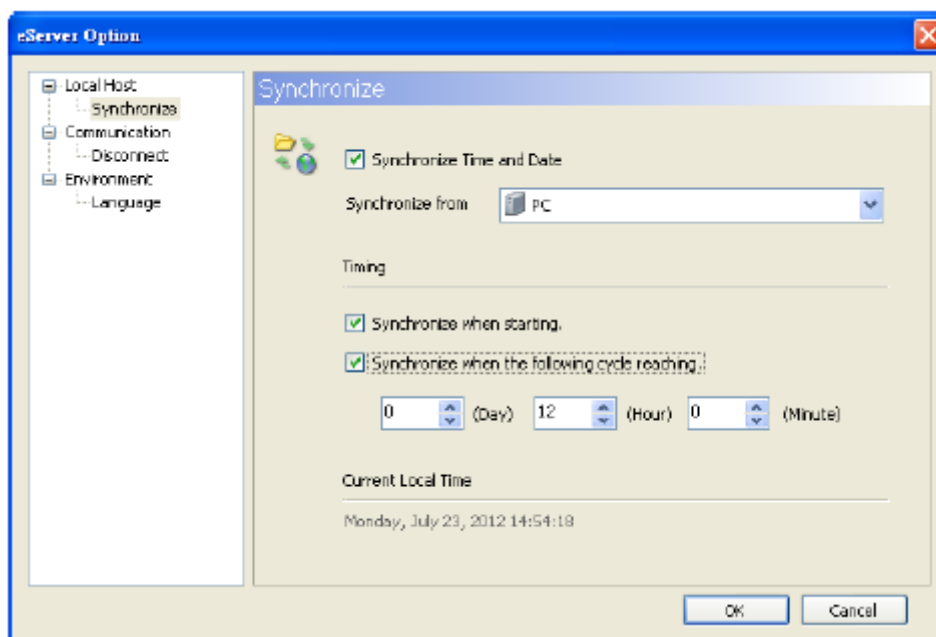 eServer Option
Local Host
Synchronize
Communication
Disconnect
Environment
Language
Synchronize
Synchronize Time and Date
Synchronize from PC
Timing
Synchronize when starting.
Synchronize when the following cycle reaching.
0 (Day) 12 (Hour) 0 (Minute)
Current Local Time
Monday, July 23, 2012 14:54:18
OK Cancel